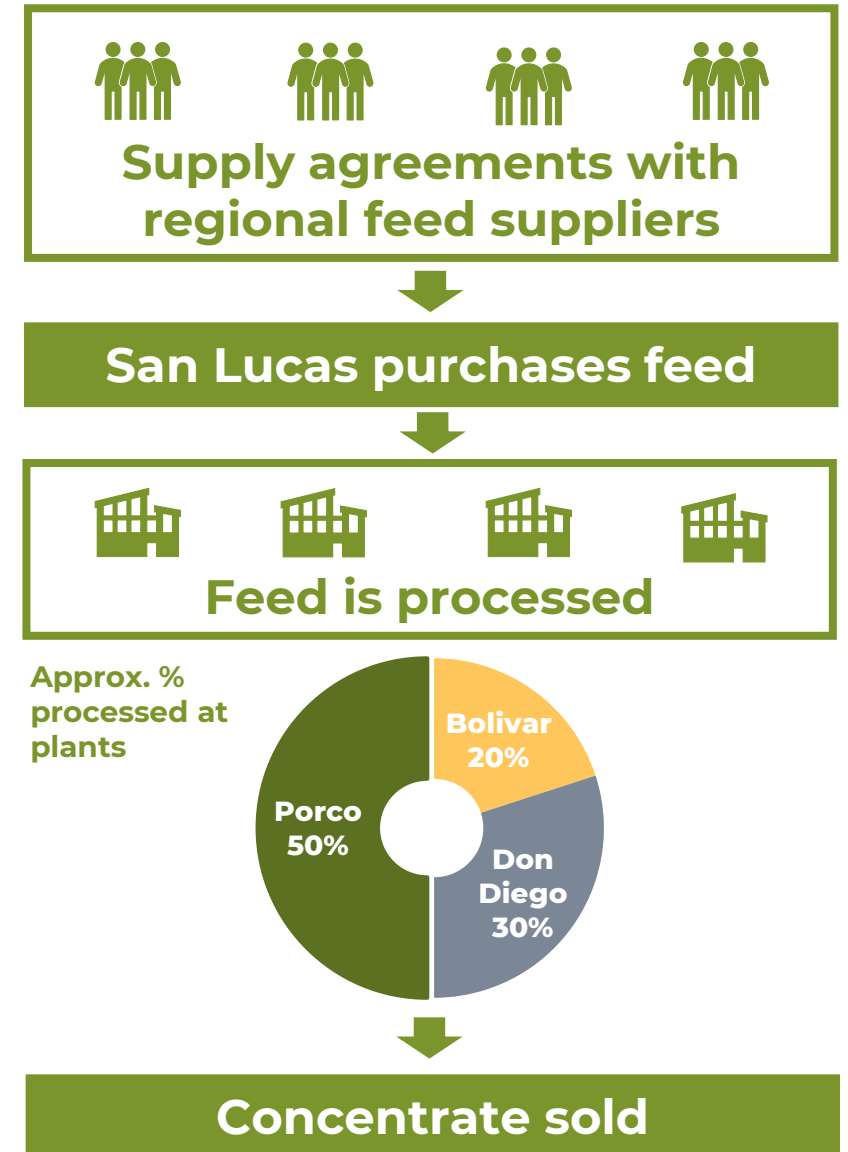 Supply agreements with
regional feed suppliers
San Lucas purchases feed
Feed is processed
Approx. %
processed at
plants
Bolivar
20%
Porco
50%
Don
Diego
30%
Concentrate sold